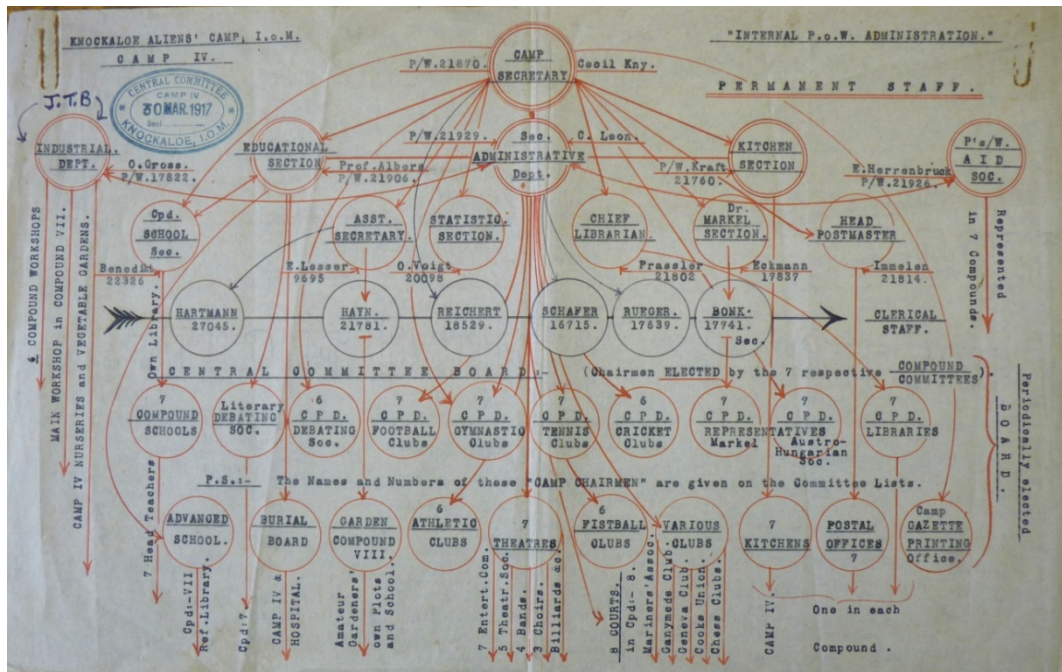 KNOCKALOE ALIENS' CAMP, I.o.M.
CAMP IV.
"INTERNAL P.o.W. ADMINISTRATION."
PERMANENT STAFF.
CENTRAL COMMITTEE
CAMP IV
30 MAR. 1917
KNOCKALOE, I.O.M.
J.T.B
P/W.21870.
CAMP
SECRETARY
Cecil Kny.
INDUSTRIAL.
DEPT.
O.Gross.
P/W.17822.
EDUCATIONAL
SECTION
Prof.Albers
P/W.21906.
P/W.21929.
Sec.
ADMINISTRATIVE
Dept.
C. Leon.
P/W.Kraft
21760.
KITCHEN
SECTION
E.Herrenbruck
P/W.21926.
P's/W.
AID
SOC.
Cpd.
SCHOOL
Sec.
Benedikt
22326
ASST.
SECRETARY.
E.Lesser
9695
STATISTIC.
SECTION.
O.Voigt
20098
CHIEF
LIBRARIAN.
Prassler
21802
Dr.
MARKEL
SECTION.
Eckmann
17837
HEAD
POSTMASTER
Immelen
21814.
Represented
in 7 Compounds.
6 COMPOUND WORKSHOPS
MAIN WORKSHOP in COMPOUND VII.
CAMP IV NURSERIES and VEGETABLE GARDENS.
Own Library.
HARTMANN
27045.
HAYN.
21781.
REICHERT
18529.
SCHAFER
16715.
RUEGER.
17639.
BONK.
17741.
Sec.
CLERICAL
STAFF.
CENTRAL COMMITTEE BOARD:-
(Chairmen ELECTED by the 7 respective COMPOUND
COMMITTEES).
7
COMPOUND
SCHOOLS
Literary
DEBATING
SOC.
6
C P D.
DEBATING
Soc.
7
C P D.
FOOTBALL
Clubs
7
C P D.
GYMNASTIC
Clubs
7
C P D.
TENNIS
Clubs
6
C P D.
CRICKET
Clubs
7
C P D.
REPRESENTATIVES
Markel
7
C P D.
Austro-
Hungarian
Soc.
7
C P D.
LIBRARIES
BOARD.
Periodically elected
P.S.:- The Names and Numbers of these "CAMP CHAIRMEN" are given on the Committee Lists.
7 Head Teachers
ADVANCED
SCHOOL.
BURIAL
BOARD
GARDEN
COMPOUND
VIII.
6
ATHLETIC
CLUBS
7
THEATRES
6
FISTBALL
CLUBS
VARIOUS
CLUBS
7
KITCHENS
POSTAL
OFFICES
7
Camp
GAZETTE
PRINTING
Office.
Cpd:-VII
Ref.Library.
Cpd:7
CAMP IV &
HOSPITAL.
Amateur
Gardeners'
own Plots
and School.
7 Entert.Com.
5 Theatr.Soc.
4 Bands.
3 Choirs.
Billiards &c.
8 COURTS.
in Cpd:- 8.
Mariners'Assoc.
Ganymede Club.
Geneva Club.
Cooks Union.
Chess Clubs.
CAMP IV.
One in each
Compound.